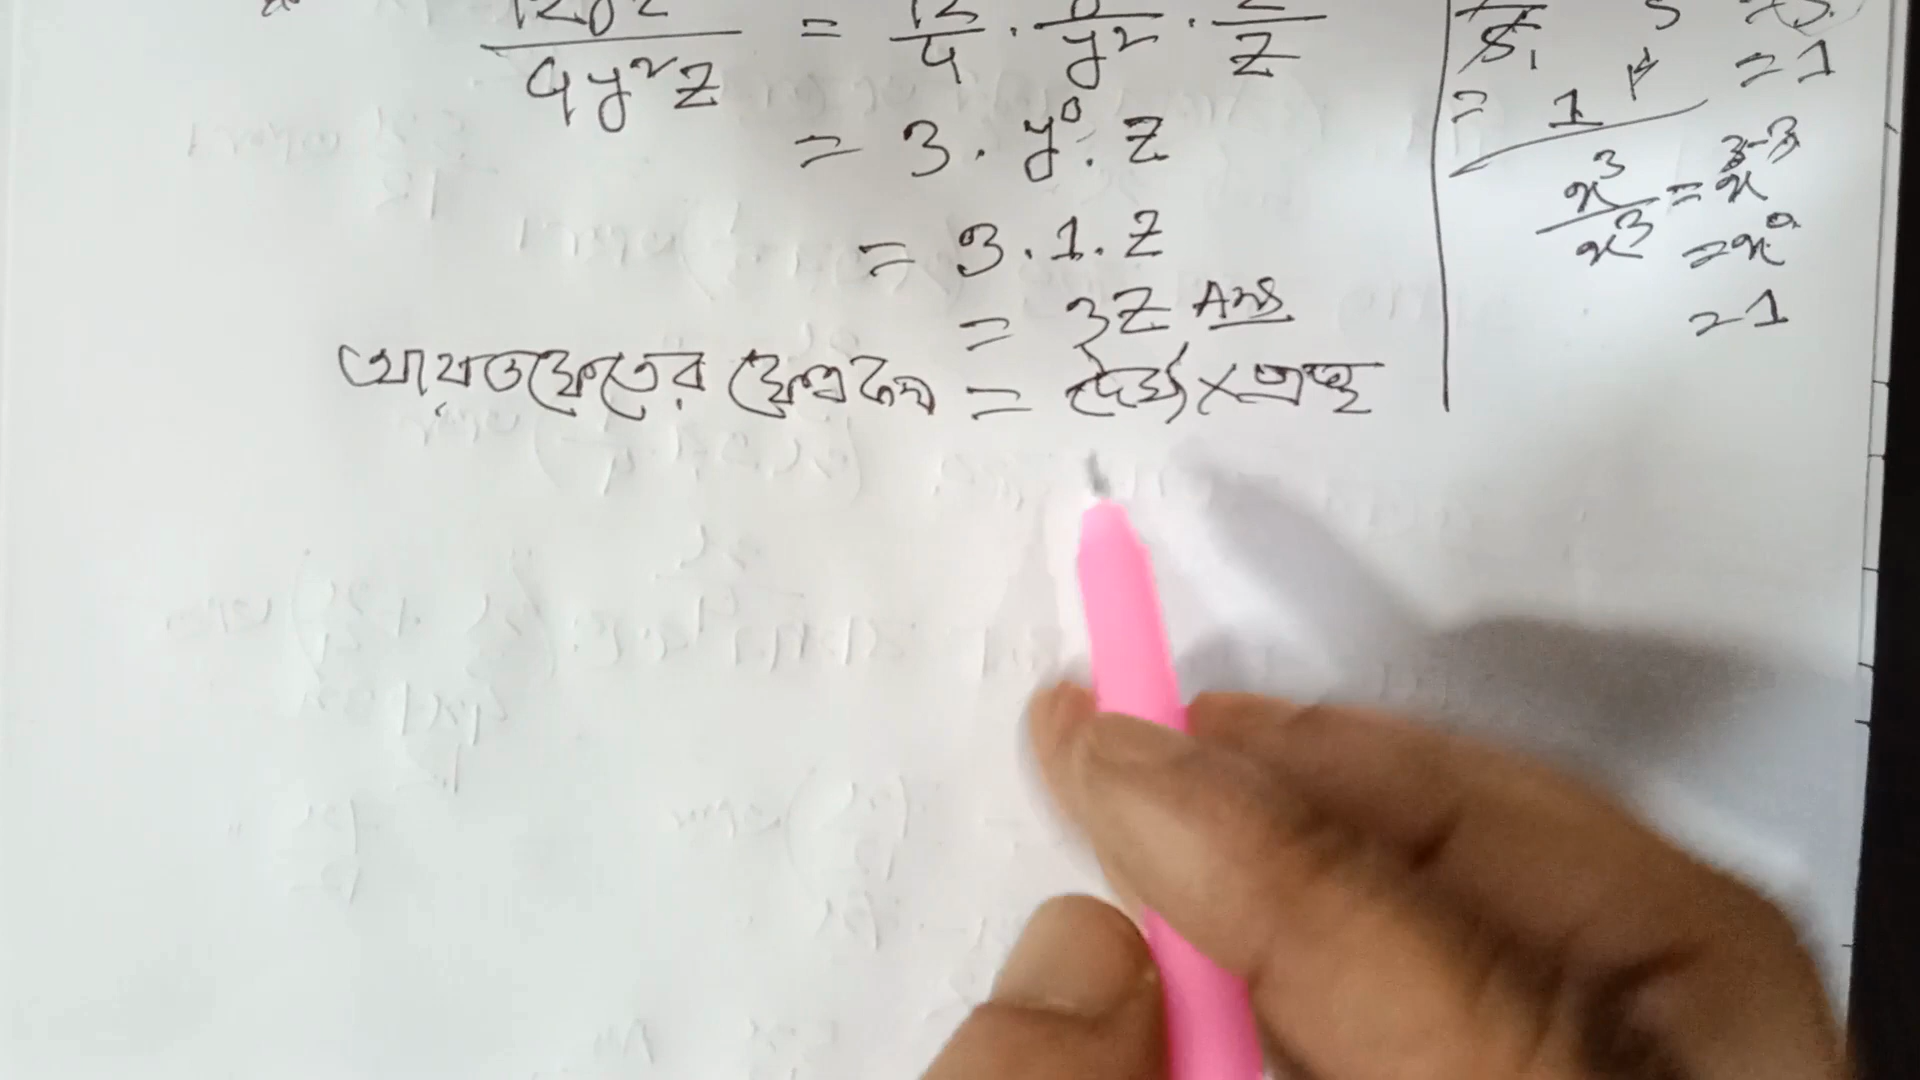 4y²z = 12/4 · /y² · /z
= 3 · y⁰ · z
= 3 · 1 · z
= 3z Ans
আয়তক্ষেত্রের ক্ষেত্রফল = দৈর্ঘ্য × প্রস্থ
= 1
= 1
x³/x³ = x³⁻³
= x⁰
= 1